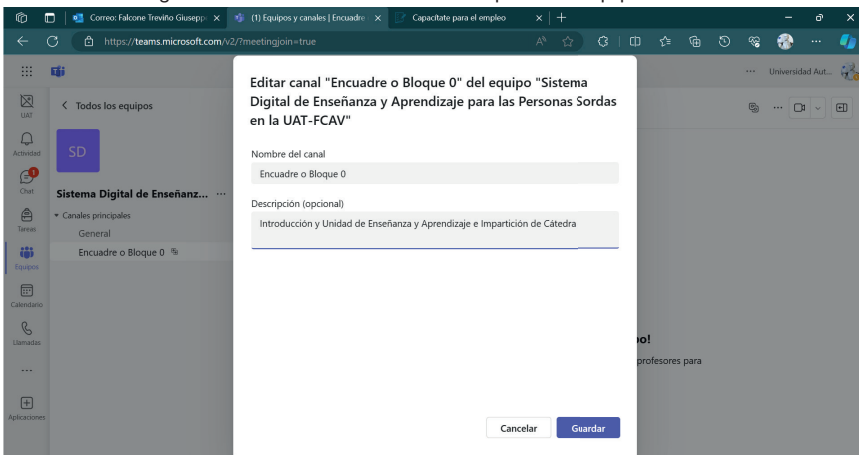 Correo: Falcone Treviño Giusepp
(1) Equipos y canales | Encuadre
Capacítate para el empleo
https://teams.microsoft.com/v2/?meetingjoin=true
Universidad Aut...
UAT
Actividad
Chat
1
Tareas
Equipos
Calendario
Llamadas
Aplicaciones
Todos los equipos
SD
Sistema Digital de Enseñanz... ...
Canales principales
General
Encuadre o Bloque 0
Editar canal "Encuadre o Bloque 0" del equipo "Sistema
Digital de Enseñanza y Aprendizaje para las Personas Sordas
en la UAT-FCAV"
Nombre del canal
Encuadre o Bloque 0
Descripción (opcional)
Introducción y Unidad de Enseñanza y Aprendizaje e Impartición de Cátedra
po!
profesores para
Cancelar
Guardar